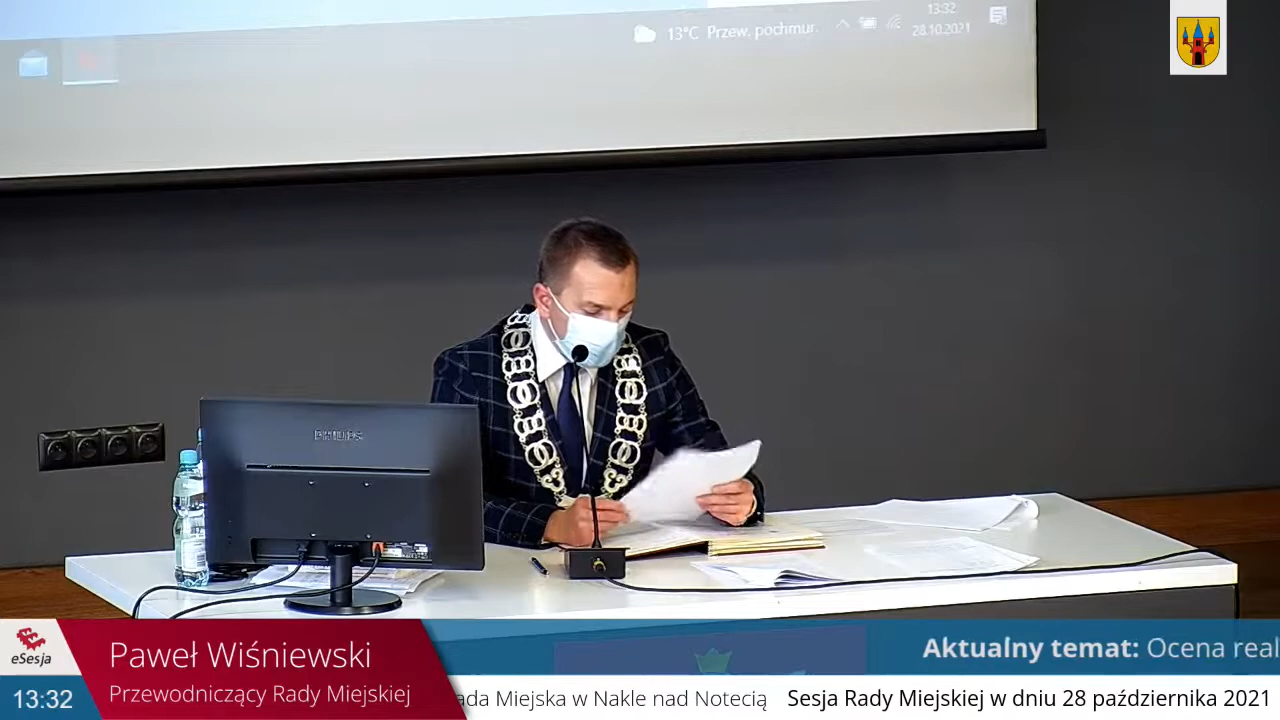 13:32
13°C Przew. pochmur.
28.10.2021
PHILIPS
eSesja
Paweł Wiśniewski
Przewodniczący Rady Miejskiej
Aktualny temat: Ocena real
13:32
ada Miejska w Nakle nad Notecią
Sesja Rady Miejskiej w dniu 28 października 2021